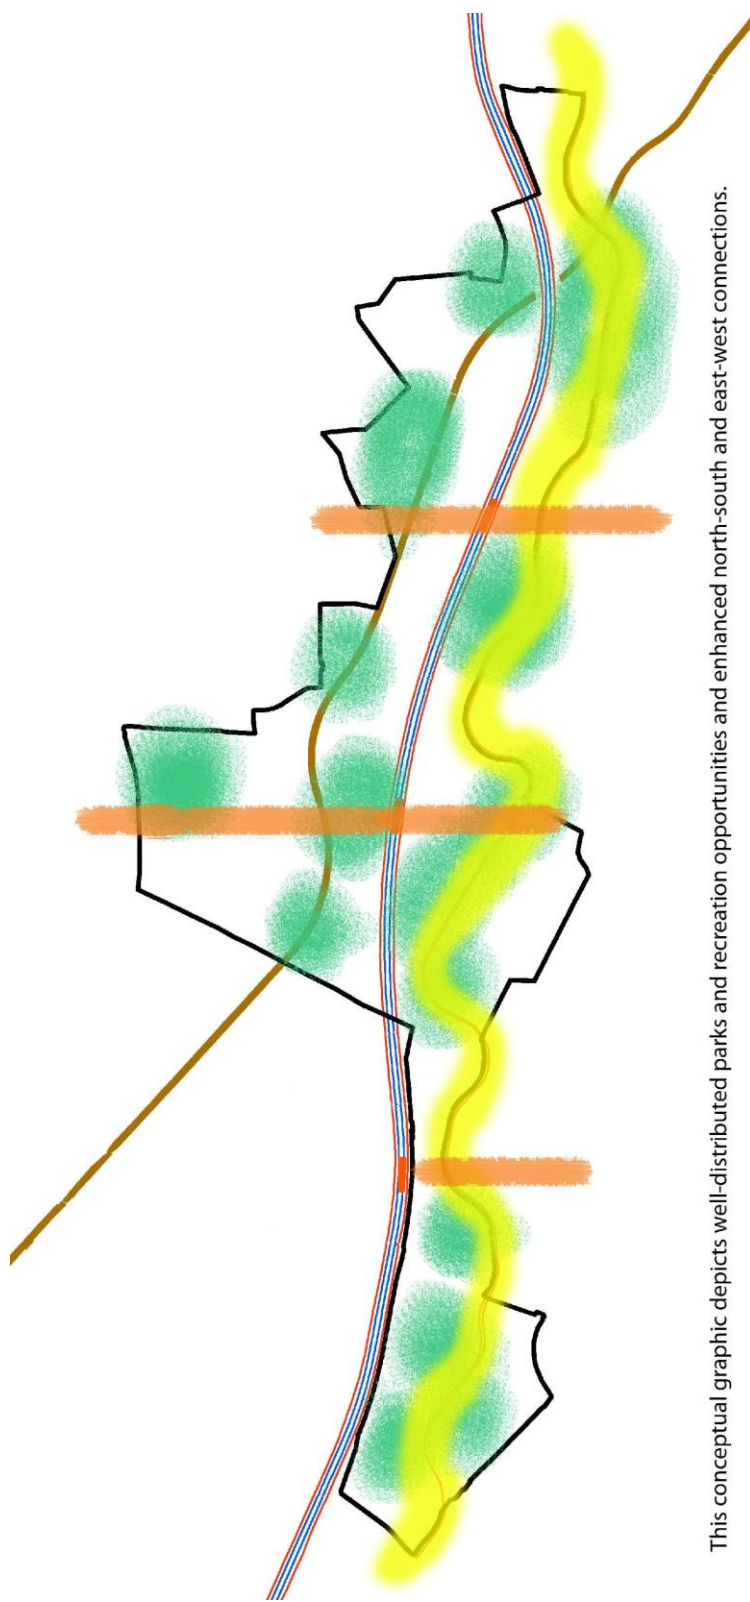 This conceptual graphic depicts well-distributed parks and recreation opportunities and enhanced north-south and east-west connections.